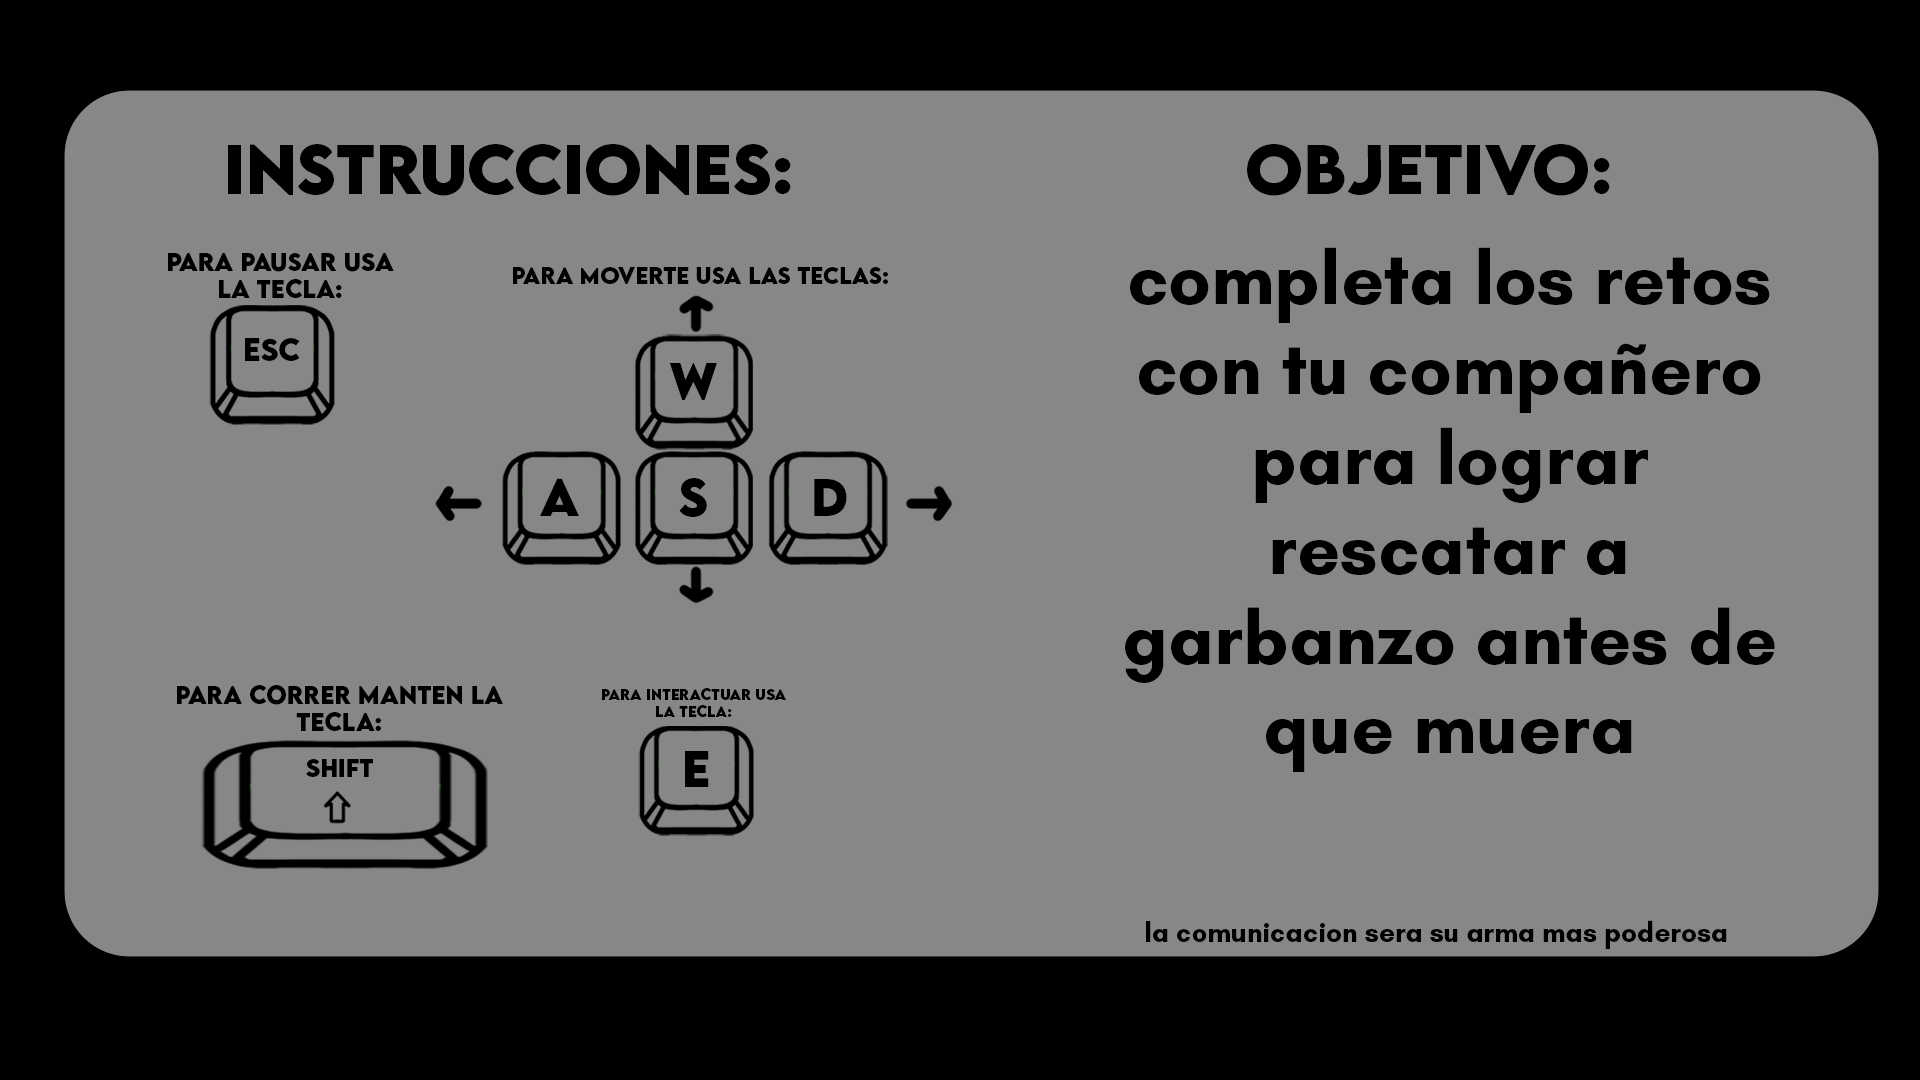 INSTRUCCIONES:
PARA PAUSAR USA
LA TECLA:
ESC
PARA MOVERTE USA LAS TECLAS:
W
A S D
PARA CORRER MANTEN LA
TECLA:
SHIFT
PARA INTERACTUAR USA
LA TECLA:
E
OBJETIVO:
completa los retos
con tu compañero
para lograr
rescatar a
garbanzo antes de
que muera
la comunicacion sera su arma mas poderosa